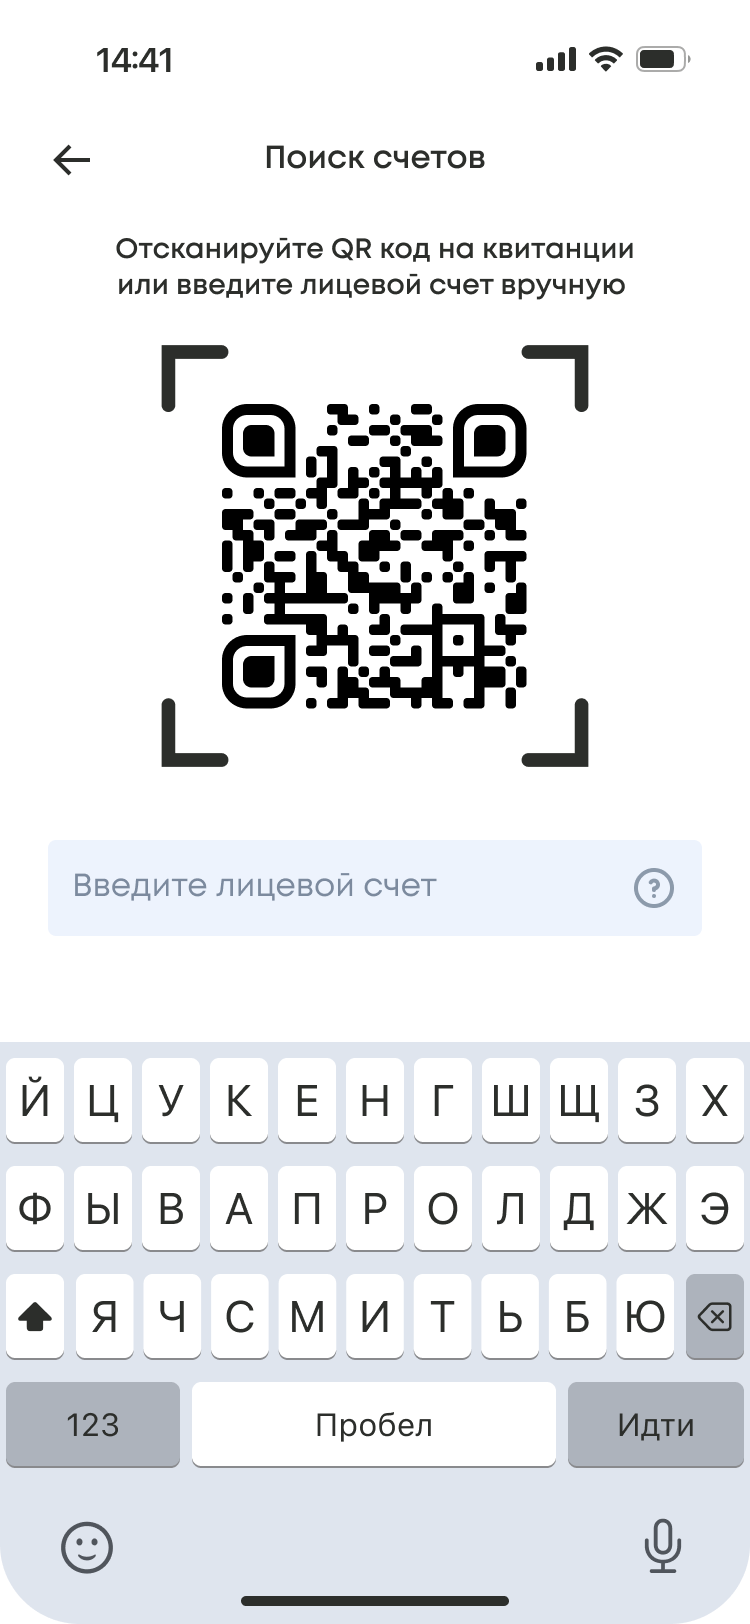 14:41
Поиск счетов
Отсканируйте QR код на квитанции
или введите лицевой счет вручную
Введите лицевой счет
?
Й Ц У К Е Н Г Ш Щ З Х
Ф Ы В А П Р О Л Д Ж Э
Я Ч С М И Т Ь Б Ю
123 Пробел Идти